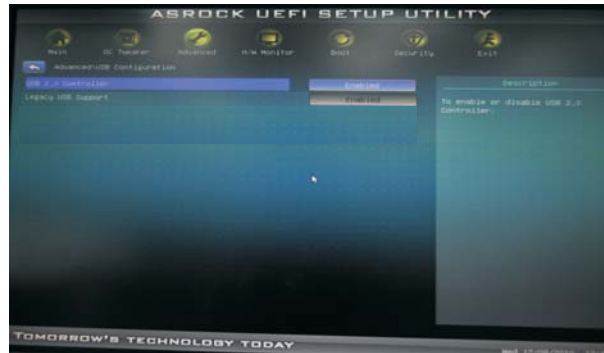 ASROCK UEFI SETUP UTILITY
Main OC Tweaker Advanced H/W Monitor Boot Security Exit
Advanced\USB Configuration
USB 2.0 Controller Enabled
Legacy USB Support Enabled
Description
To enable or disable USB 2.0
Controller.
TOMORROW'S TECHNOLOGY TODAY
Wed